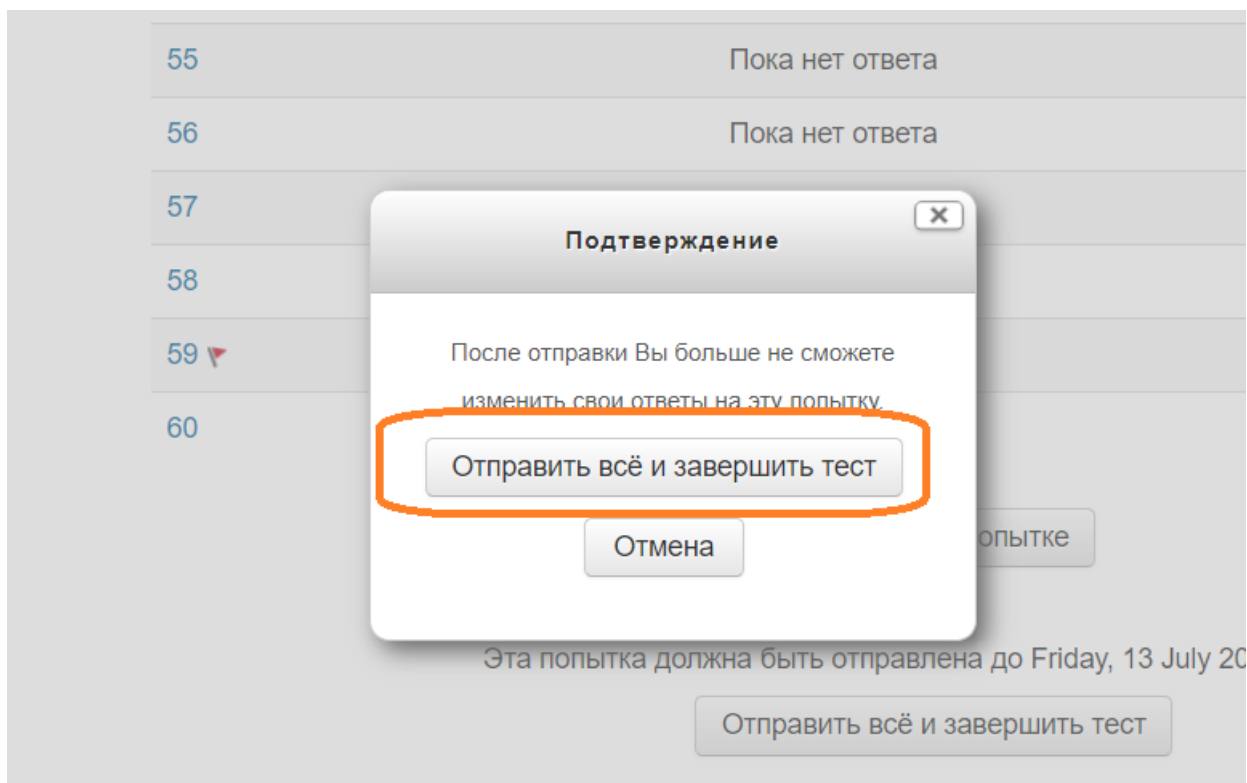 55 Пока нет ответа
56 Пока нет ответа
57
Подтверждение
58
59 После отправки Вы больше не сможете
изменить свои ответы на эту попытку.
60
Отправить всё и завершить тест
Отмена
опытке
Эта попытка должна быть отправлена до Friday, 13 July 20
Отправить всё и завершить тест